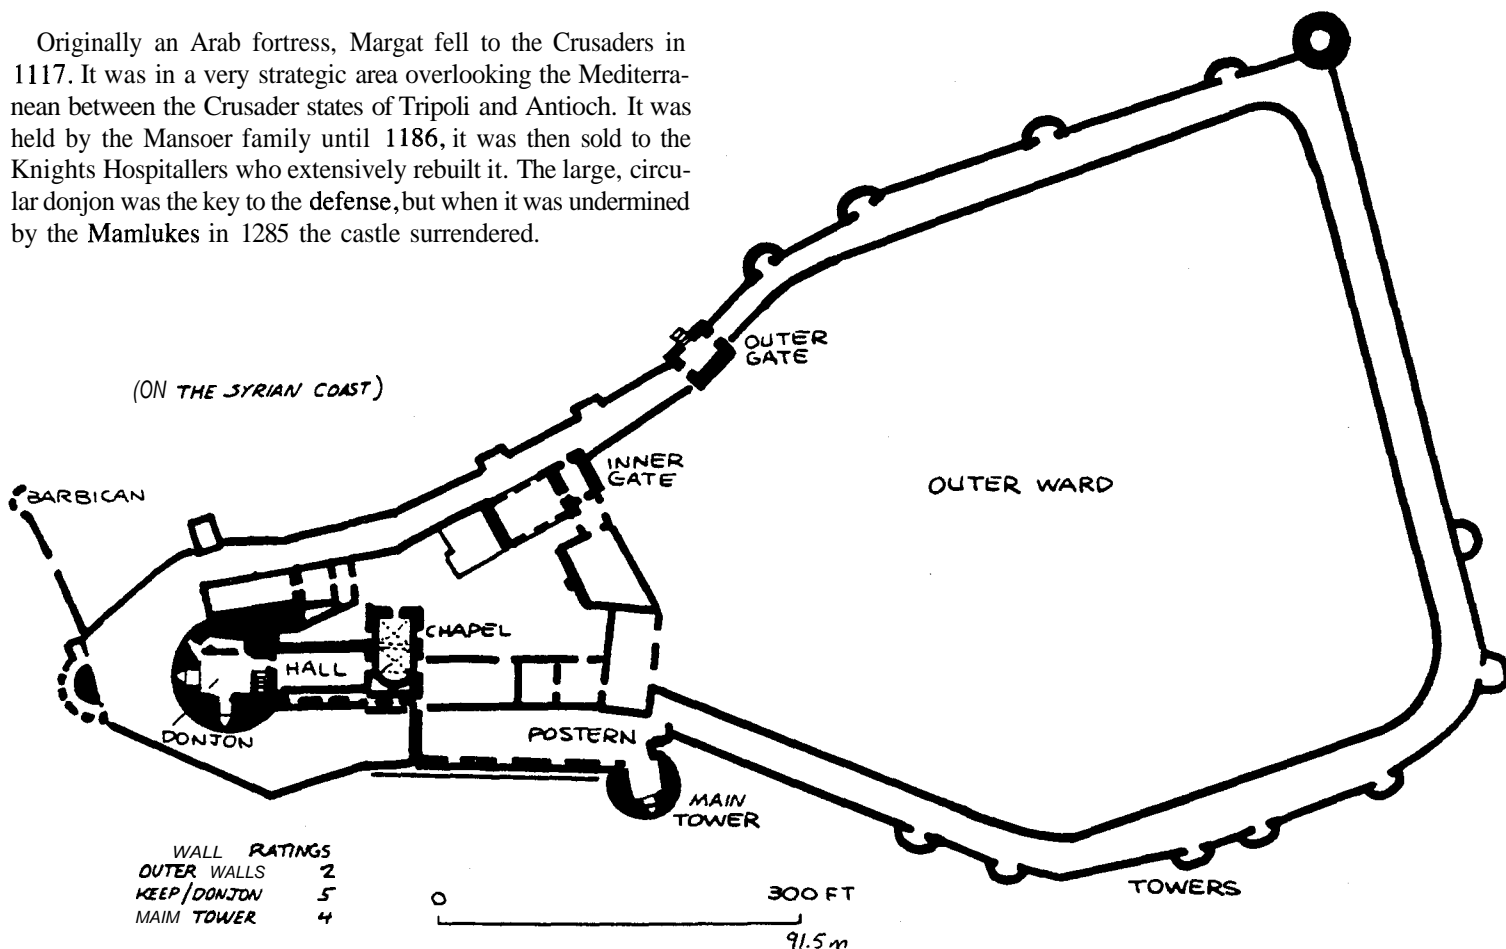 Originally an Arab fortress, Margat fell to the Crusaders in
1117. It was in a very strategic area overlooking the Mediterra-
nean between the Crusader states of Tripoli and Antioch. It was
held by the Mansoer family until 1186, it was then sold to the
Knights Hospitallers who extensively rebuilt it. The large, circu-
lar donjon was the key to the defense, but when it was undermined
by the Mamlukes in 1285 the castle surrendered.
OUTER
GATE
(ON THE SYRIAN COAST)
INNER
GATE
OUTER WARD
BARBICAN
CHAPEL
HALL
DONJON
POSTERN
MAIN
TOWER
WALL RATINGS
OUTER WALLS 2
KEEP/DONJON 5
MAIM TOWER 4
0 300 FT
91.5 m
TOWERS